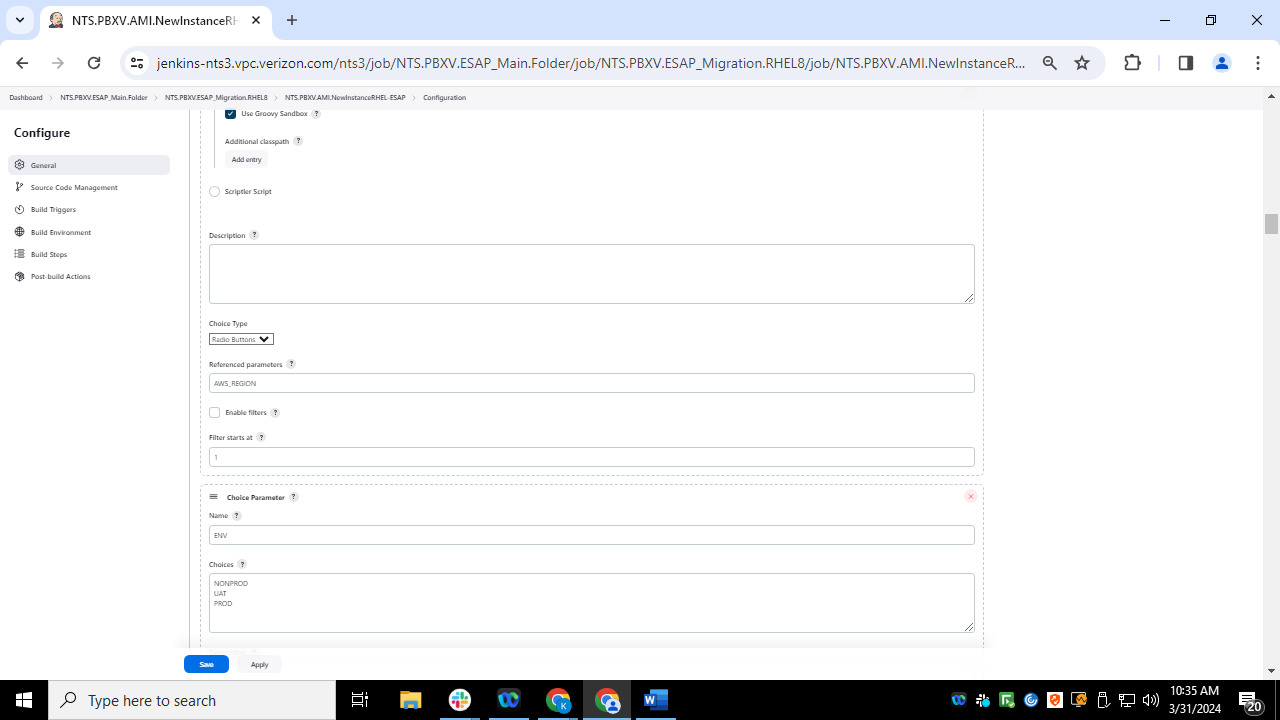 NTS.PBXV.AMI.NewInstanceRH
jenkins-nts3.vpc.verizon.com/nts3/job/NTS.PBXV.ESAP_Main.Folder/job/NTS.PBXV.ESAP_Migration.RHEL8/job/NTS.PBXV.AMI.NewInstanceR...
Dashboard > NTS.PBXV.ESAP_Main.Folder > NTS.PBXV.ESAP_Migration.RHEL8 > NTS.PBXV.AMI.NewInstanceRHEL-ESAP > Configuration
Configure
General
Source Code Management
Build Triggers
Build Environment
Build Steps
Post-build Actions
Use Groovy Sandbox ?
Additional classpath ?
Add entry
Scriptler Script
Description ?
Choice Type
Radio Buttons
Referenced parameters ?
AWS_REGION
Enable filters ?
Filter starts at ?
1
Choice Parameter ?
Name ?
ENV
Choices ?
NONPROD
UAT
PROD
Save
Apply
Type here to search
K
10:35 AM
3/31/2024
20